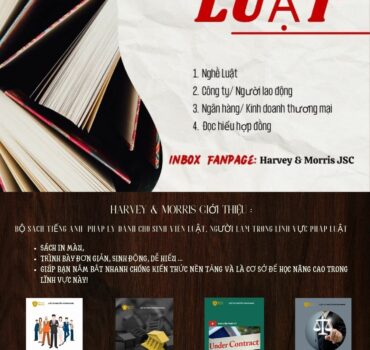 LUẬT
1. Nghề Luật
2. Công ty/ Người lao động
3. Ngân hàng/ Kinh doanh thương mại
4. Đọc hiểu hợp đồng
INBOX FANPAGE: Harvey & Morris JSC
HARVEY & MORRIS GIỚI THIỆU :
BỘ SÁCH TIẾNG ANH PHÁP LÝ DÀNH CHO SINH VIÊN LUẬT, NGƯỜI LÀM TRONG LĨNH VỰC PHÁP LUẬT
SÁCH IN MÀU,
TRÌNH BÀY ĐƠN GIẢN, SINH ĐỘNG, DỄ HIỂU ...
GIÚP BẠN NẮM BẮT NHANH CHÓNG KIẾN THỨC NỀN TẢNG VÀ LÀ CƠ SỞ ĐỂ HỌC NÂNG CAO TRONG
LĨNH VỰC NÀY!
Under Contract